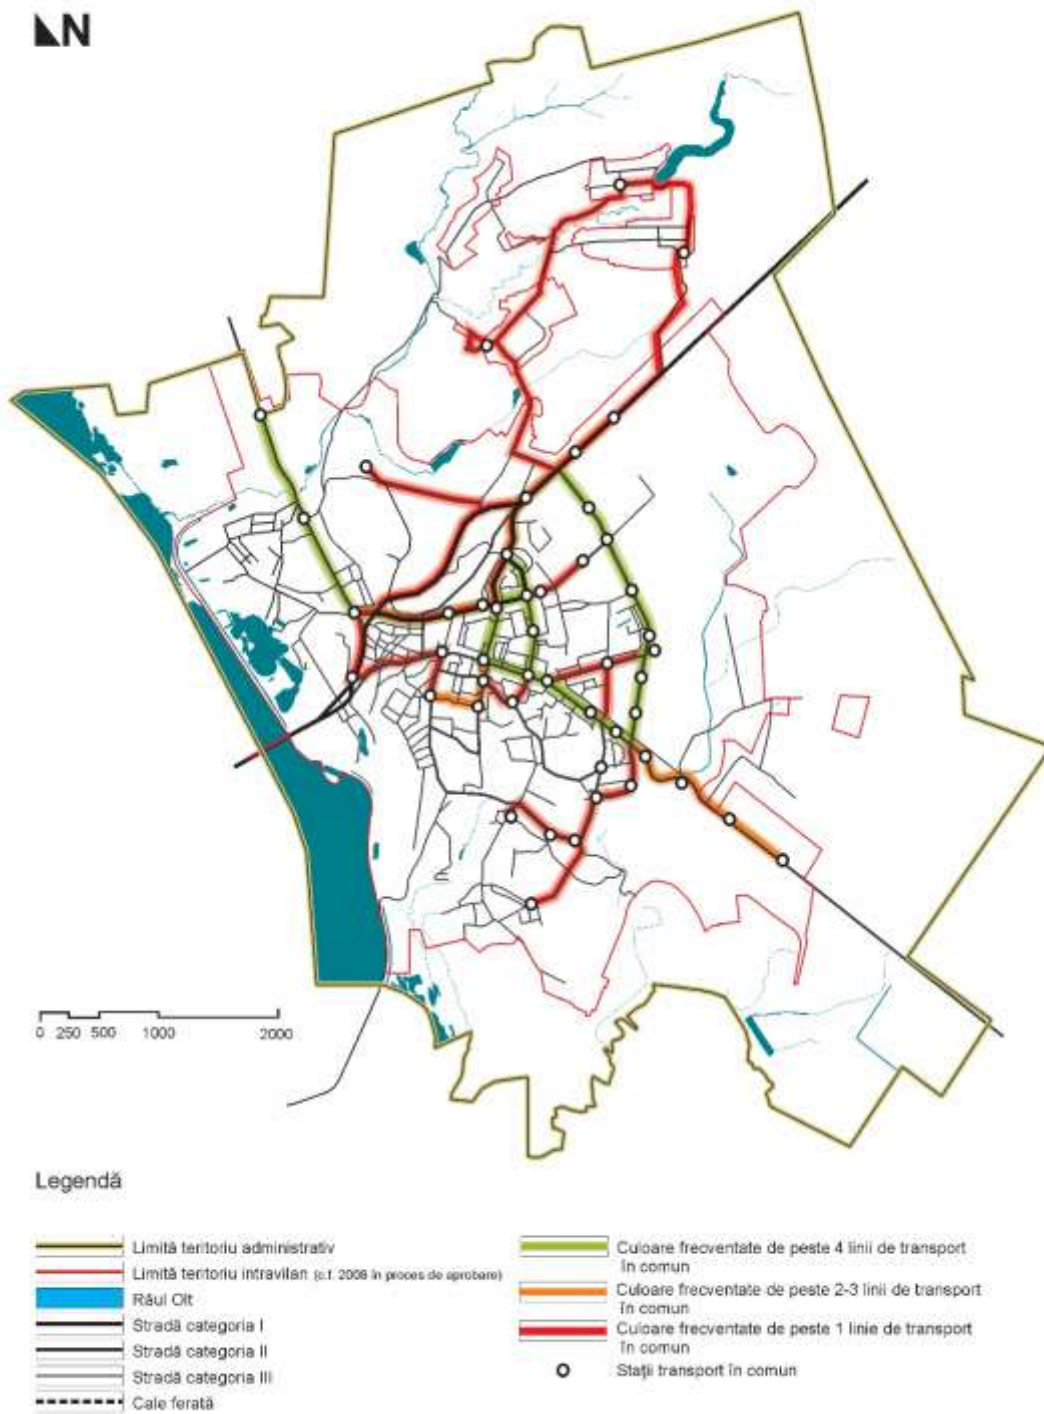 N
0 250 500 1000 2000
Legendă
Limită teritoriu administrativ
Limită teritoriu intravilan (c.f. 2008 în proces de aprobare)
Râul Olt
Stradă categoria I
Stradă categoria II
Stradă categoria III
Cale ferată
Culoare frecventate de peste 4 linii de transport
în comun
Culoare frecventate de peste 2-3 linii de transport
în comun
Culoare frecventate de peste 1 linie de transport
în comun
Stații transport în comun